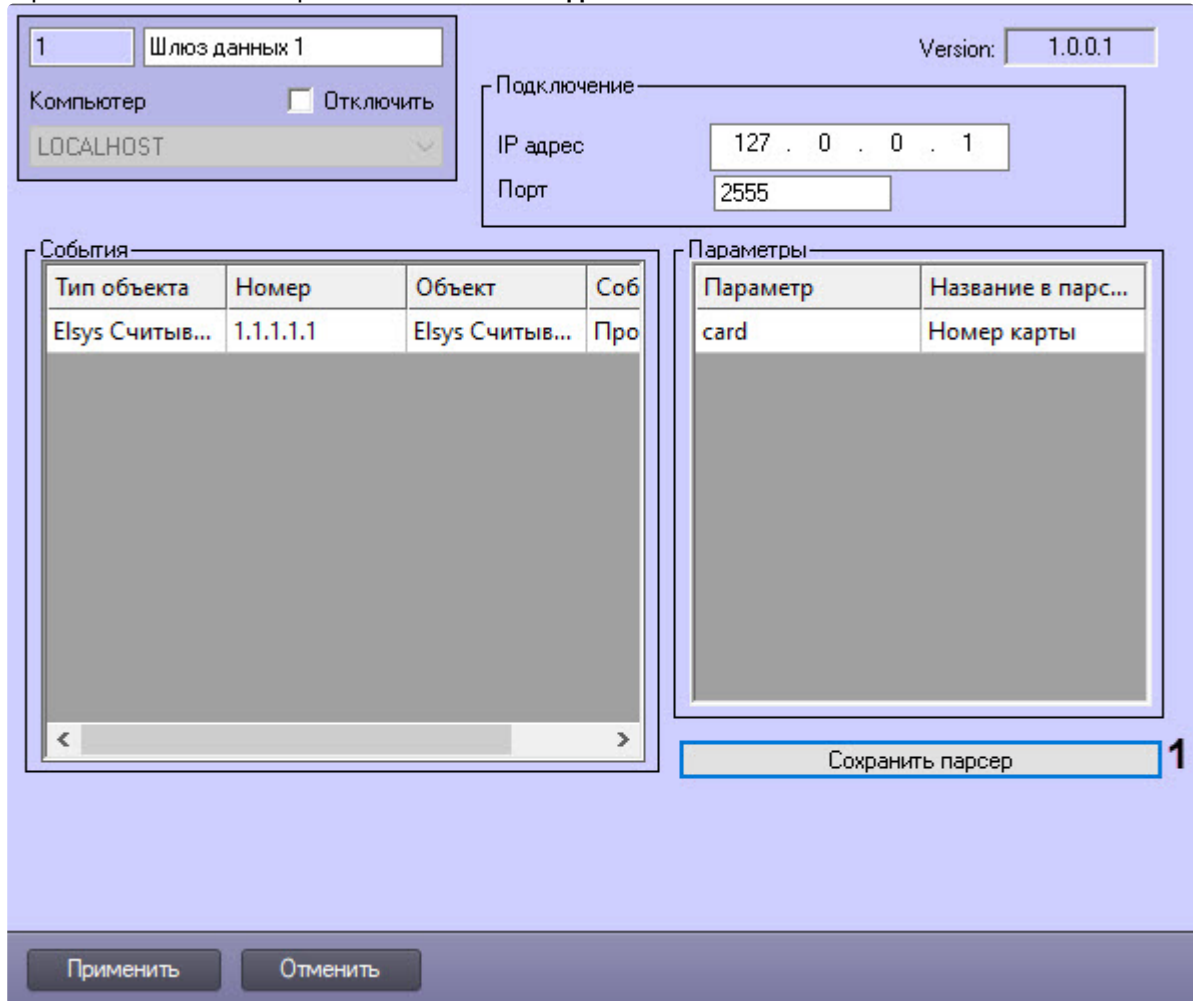 1 Шлюз данных 1
Version: 1.0.0.1
Компьютер Отключить
LOCALHOST
Подключение
IP адрес 127 . 0 . 0 . 1
Порт 2555
События
Тип объекта Номер Объект Соб
Elsys Считыв... 1.1.1.1.1 Elsys Считыв... Про
Параметры
Параметр Название в парс...
card Номер карты
Сохранить парсер 1
Применить Отменить